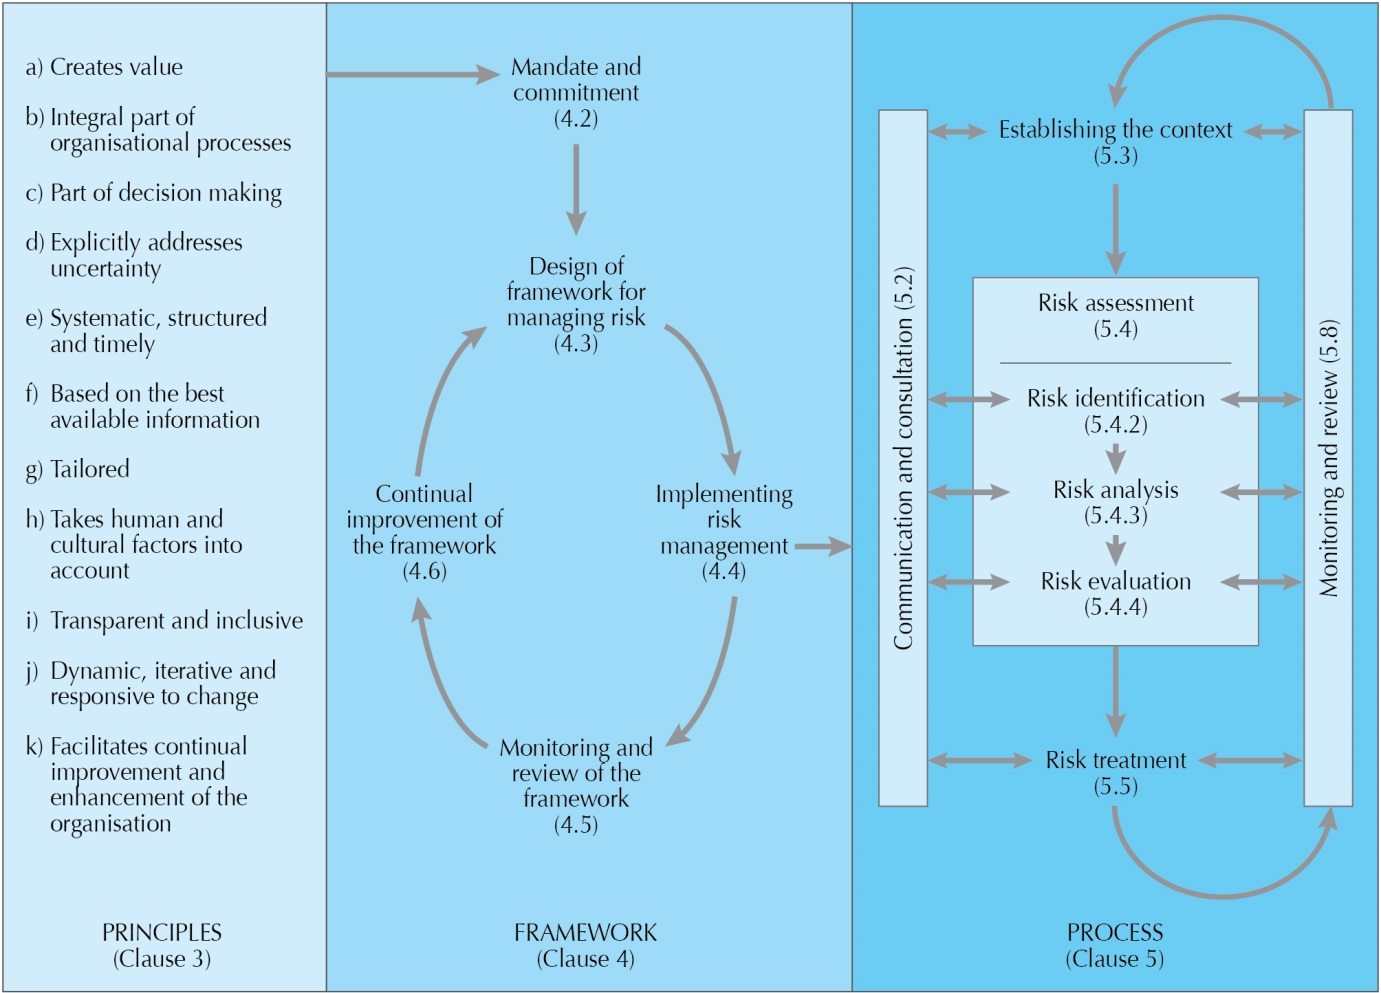 a) Creates value
b) Integral part of
organisational processes
c) Part of decision making
d) Explicitly addresses
uncertainty
e) Systematic, structured
and timely
f) Based on the best
available information
g) Tailored
h) Takes human and
cultural factors into
account
i) Transparent and inclusive
j) Dynamic, iterative and
responsive to change
k) Facilitates continual
improvement and
enhancement of the
organisation
PRINCIPLES
(Clause 3)
Mandate and
commitment
(4.2)
Design of
framework for
managing risk
(4.3)
Implementing
risk
management
(4.4)
Monitoring and
review of the
framework
(4.5)
Continual
improvement of
the framework
(4.6)
FRAMEWORK
(Clause 4)
Communication and consultation (5.2)
Establishing the context
(5.3)
Risk assessment
(5.4)
Risk identification
(5.4.2)
Risk analysis
(5.4.3)
Risk evaluation
(5.4.4)
Risk treatment
(5.5)
Monitoring and review (5.8)
PROCESS
(Clause 5)